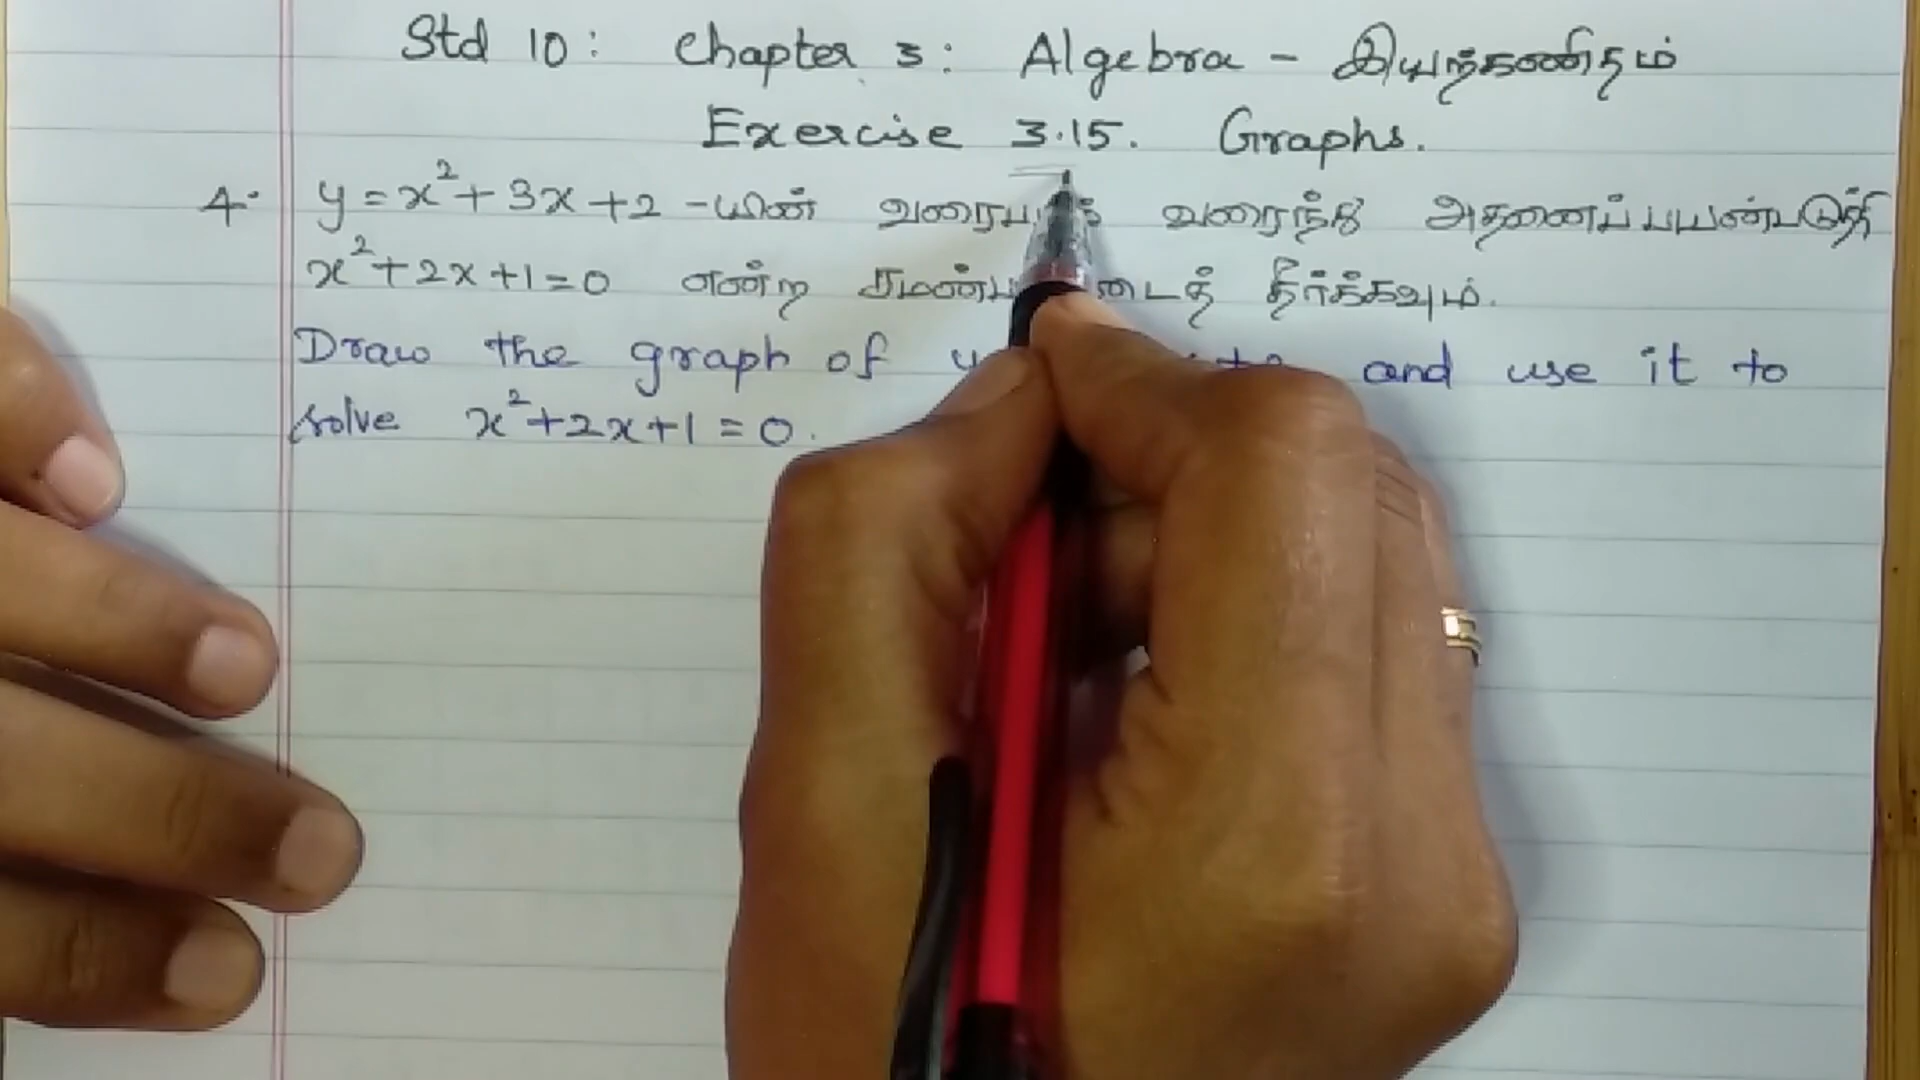 Std 10: Chapter 3: Algebra - இயற்கணிதம்
Exercise 3.15. Graphs.
4. y = x² + 3x + 2 -யின் வரைந்து அதனைப்பயன்படுத்தி
x² + 2x + 1 = 0 என்ற தீர்க்கவும்.
Draw the graph of y and use it to
solve x² + 2x + 1 = 0.